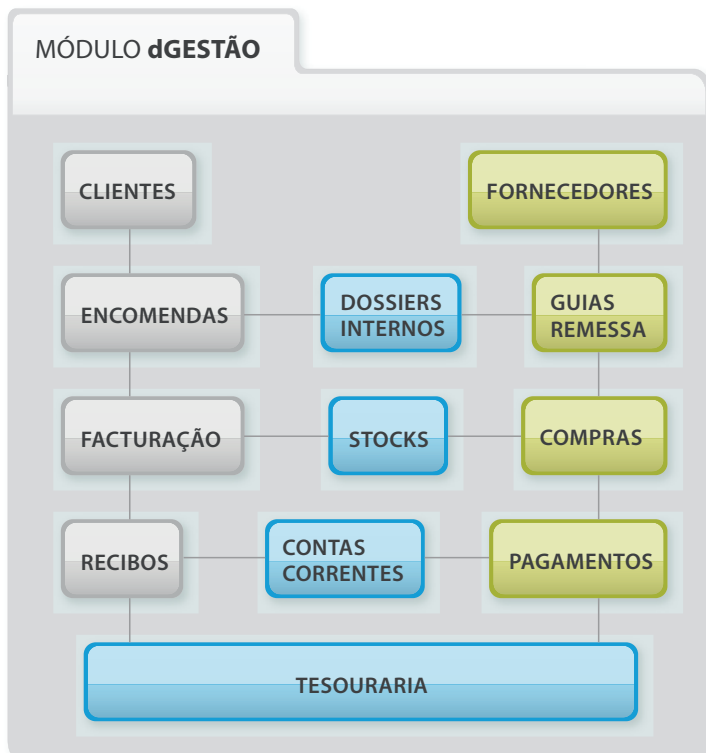 MÓDULO dGESTÃO
CLIENTES
FORNECEDORES
ENCOMENDAS
DOSSIERS
INTERNOS
GUIAS
REMESSA
FACTURAÇÃO
STOCKS
COMPRAS
RECIBOS
CONTAS
CORRENTES
PAGAMENTOS
TESOURARIA